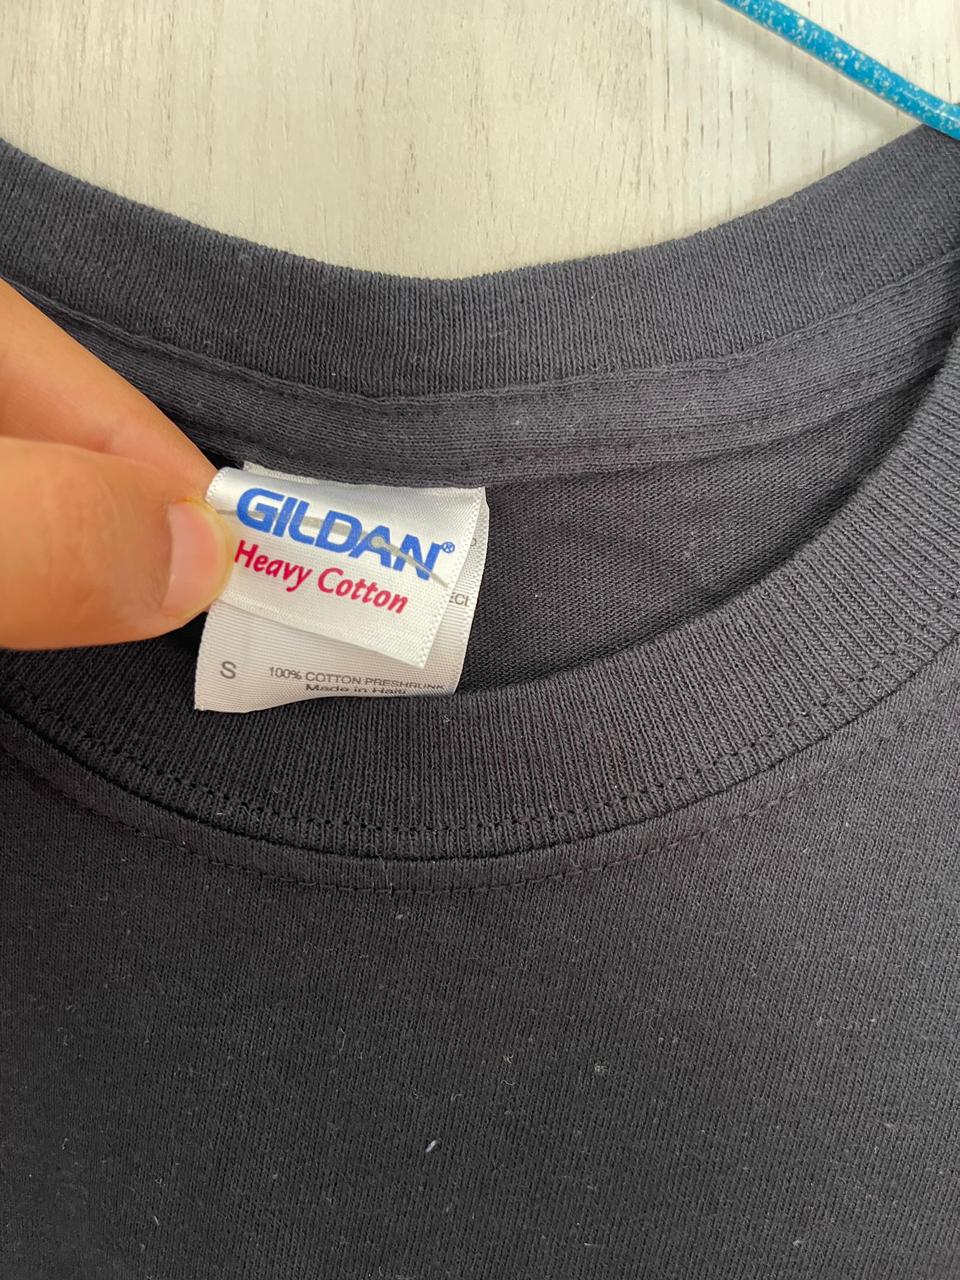 GILDAN®
Heavy Cotton
S 100% COTTON PRESHRUNK
Made in Haiti